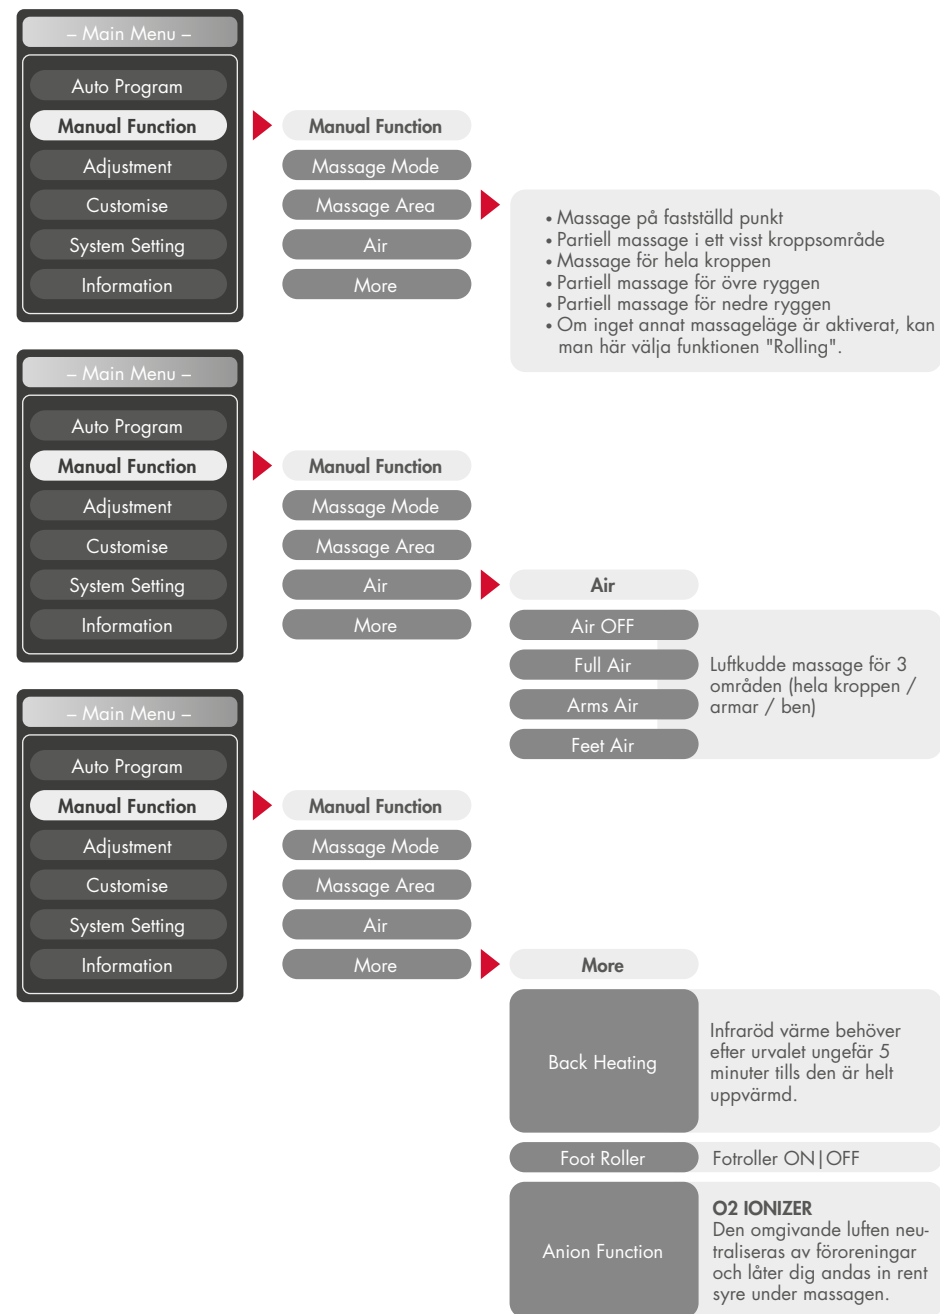 – Main Menu –
Auto Program
Manual Function
Adjustment
Customise
System Setting
Information
Manual Function
Massage Mode
Massage Area
Air
More
• Massage på fastställd punkt
• Partiell massage i ett visst kroppsområde
• Massage för hela kroppen
• Partiell massage för övre ryggen
• Partiell massage för nedre ryggen
• Om inget annat massageläge är aktiverat, kan
man här välja funktionen "Rolling".
– Main Menu –
Auto Program
Manual Function
Adjustment
Customise
System Setting
Information
Manual Function
Massage Mode
Massage Area
Air
More
Air
Air OFF
Full Air
Arms Air
Feet Air
Luftkudde massage för 3
områden (hela kroppen /
armar / ben)
– Main Menu –
Auto Program
Manual Function
Adjustment
Customise
System Setting
Information
Manual Function
Massage Mode
Massage Area
Air
More
More
Back Heating
Infraröd värme behöver
efter urvalet ungefär 5
minuter tills den är helt
uppvärmd.
Foot Roller
Fotroller ON|OFF
Anion Function
O2 IONIZER
Den omgivande luften neu-
traliseras av föroreningar
och låter dig andas in rent
syre under massagen.